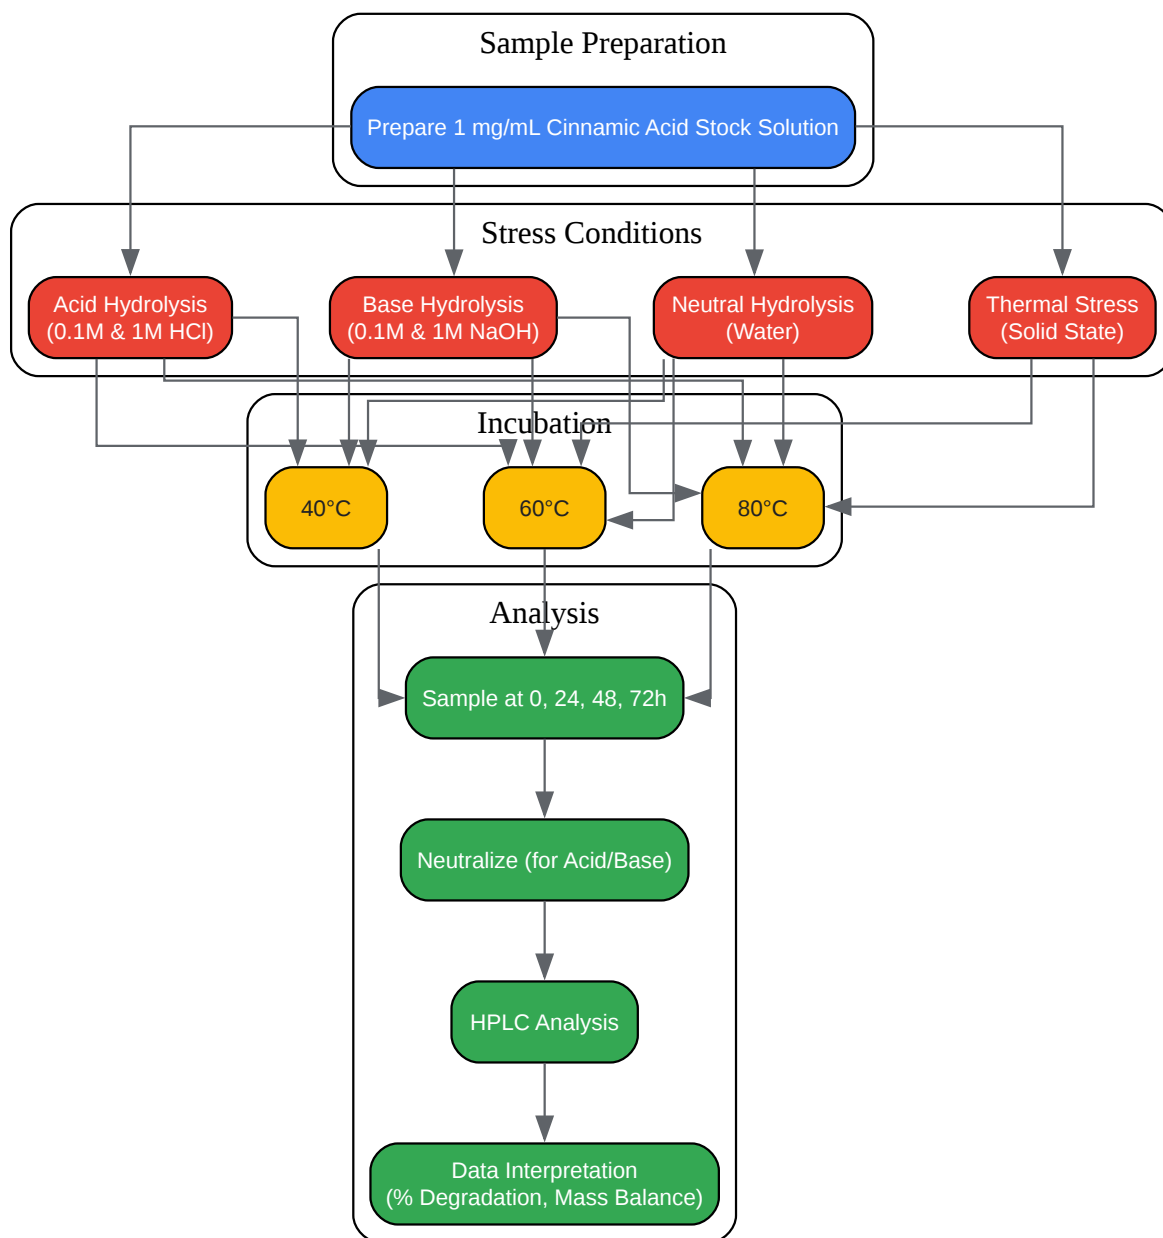 Sample Preparation
Prepare 1 mg/mL Cinnamic Acid Stock Solution
Stress Conditions
Acid Hydrolysis
(0.1M & 1M HCl)
Base Hydrolysis
(0.1M & 1M NaOH)
Neutral Hydrolysis
(Water)
Thermal Stress
(Solid State)
Incubation
40°C
60°C
80°C
Analysis
Sample at 0, 24, 48, 72h
Neutralize (for Acid/Base)
HPLC Analysis
Data Interpretation
(% Degradation, Mass Balance)